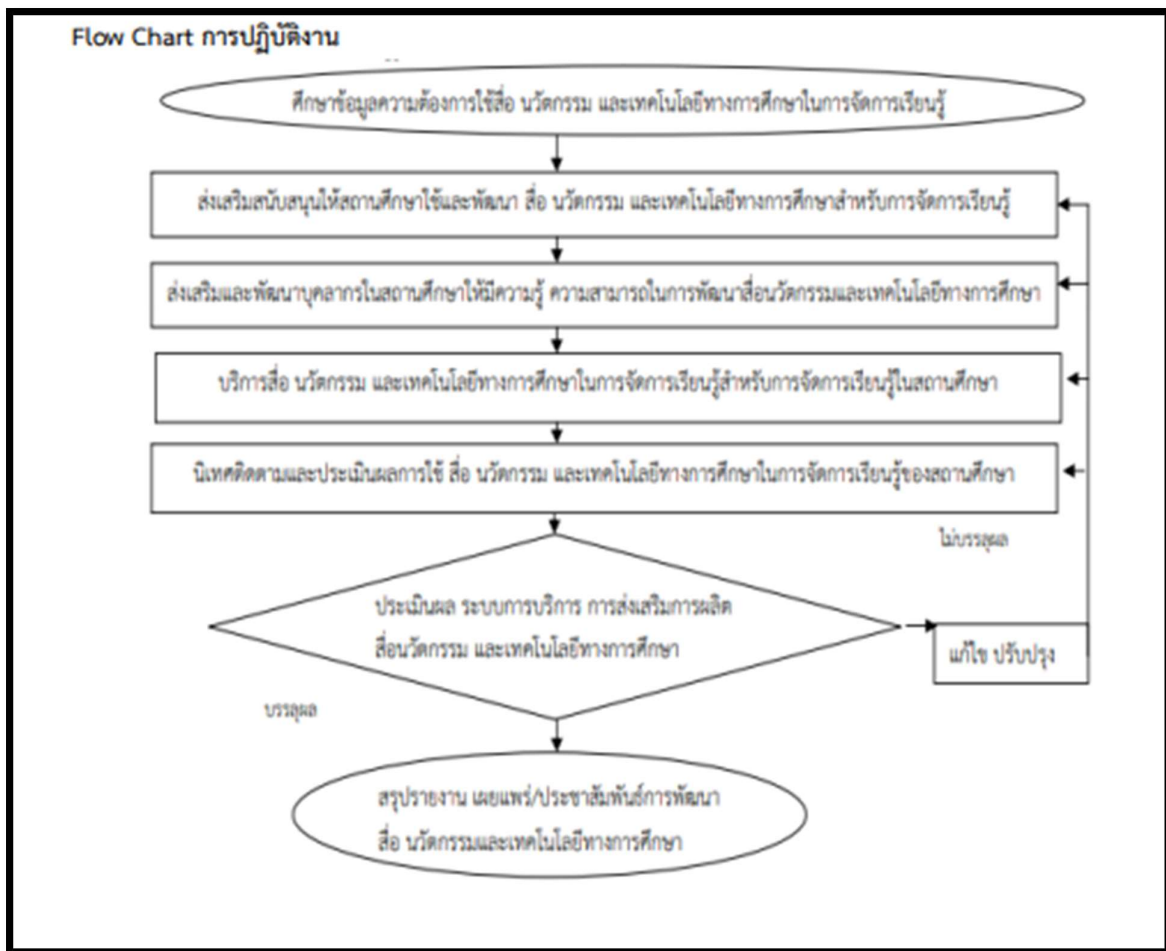 Flow Chart การปฏิบัติงาน
ศึกษาข้อมูลความต้องการใช้สื่อ นวัตกรรม และเทคโนโลยีทางการศึกษาในการจัดการเรียนรู้
ส่งเสริมสนับสนุนให้สถานศึกษาใช้และพัฒนา สื่อ นวัตกรรม และเทคโนโลยีทางการศึกษาสำหรับการจัดการเรียนรู้
ส่งเสริมและพัฒนาบุคลากรในสถานศึกษาให้มีความรู้ ความสามารถในการพัฒนาสื่อนวัตกรรมและเทคโนโลยีทางการศึกษา
บริการสื่อ นวัตกรรม และเทคโนโลยีทางการศึกษาในการจัดการเรียนรู้สำหรับการจัดการเรียนรู้ในสถานศึกษา
นิเทศติดตามและประเมินผลการใช้ สื่อ นวัตกรรม และเทคโนโลยีทางการศึกษาในการจัดการเรียนรู้ของสถานศึกษา
ไม่บรรลุผล
ประเมินผล ระบบการบริการ การส่งเสริมการผลิต
สื่อนวัตกรรม และเทคโนโลยีทางการศึกษา
แก้ไข ปรับปรุง
บรรลุผล
สรุปรายงาน เผยแพร่/ประชาสัมพันธ์การพัฒนา
สื่อ นวัตกรรมและเทคโนโลยีทางการศึกษา